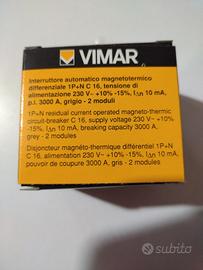 VIMAR
Interruttore automatico magnetotermico
differenziale 1P+N C 16, tensione di
alimentazione 230 V~ +10% -15%, I∆n 10 mA,
p.i. 3000 A, grigio - 2 moduli
1P+N residual current operated magneto-thermic
circuit-breaker C 16, supply voltage 230 V~ +10%
-15%, I∆n 10 mA, breaking capacity 3000 A,
grey - 2 modules
Disjoncteur magnéto-thermique différentiel 1P+N
C 16, alimentation 230 V~ +10% -15%, I∆n 10 mA,
pouvoir de coupure 3000 A, gris - 2 modules
subito